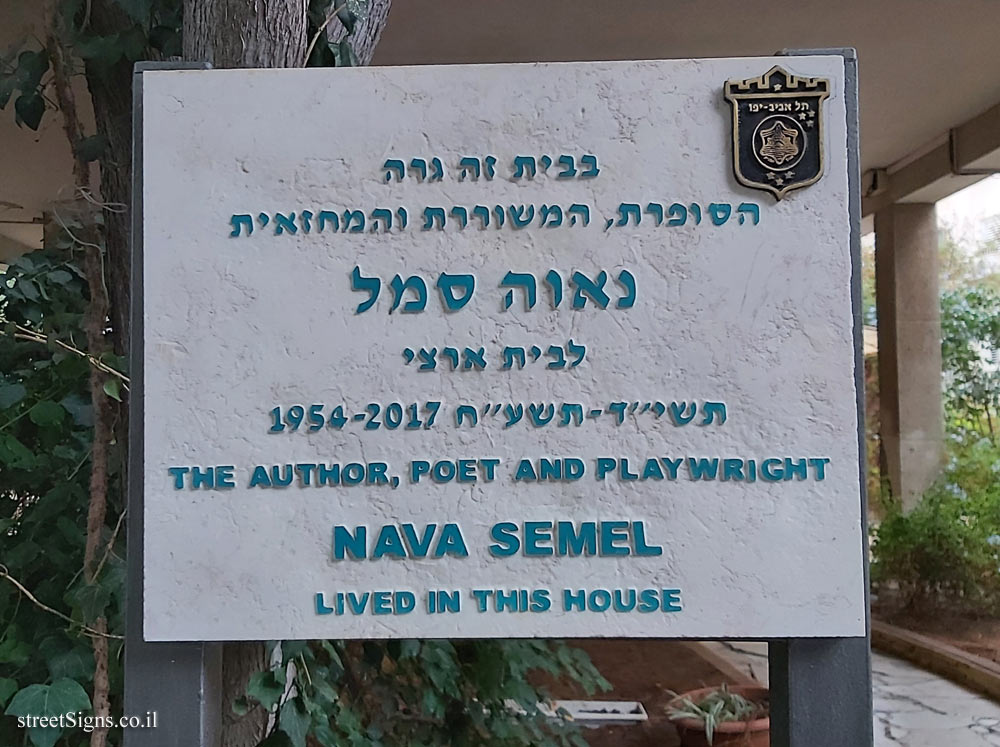 תל אביב-יפו
בבית זה גרה
הסופרת, המשוררת והמחזאית
נאוה סמל
לבית ארצי
תשי״ד-תשע״ח 1954-2017
THE AUTHOR, POET AND PLAYWRIGHT
NAVA SEMEL
LIVED IN THIS HOUSE
streetSigns.co.il